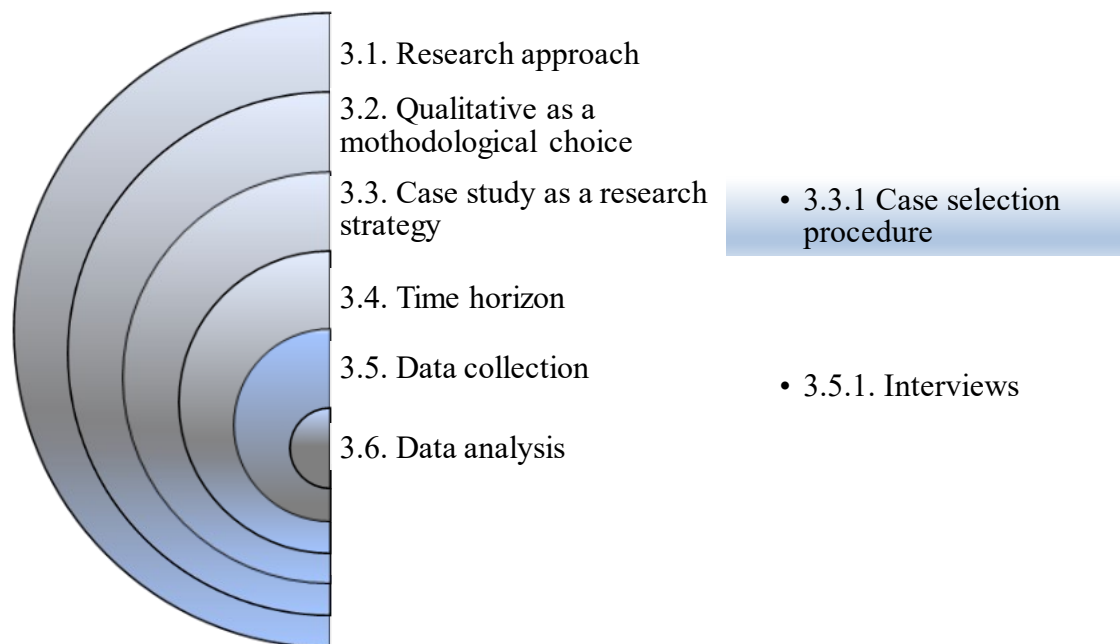 3.1. Research approach
3.2. Qualitative as a
mothodological choice
3.3. Case study as a research
strategy
• 3.3.1 Case selection
procedure
3.4. Time horizon
3.5. Data collection
• 3.5.1. Interviews
3.6. Data analysis